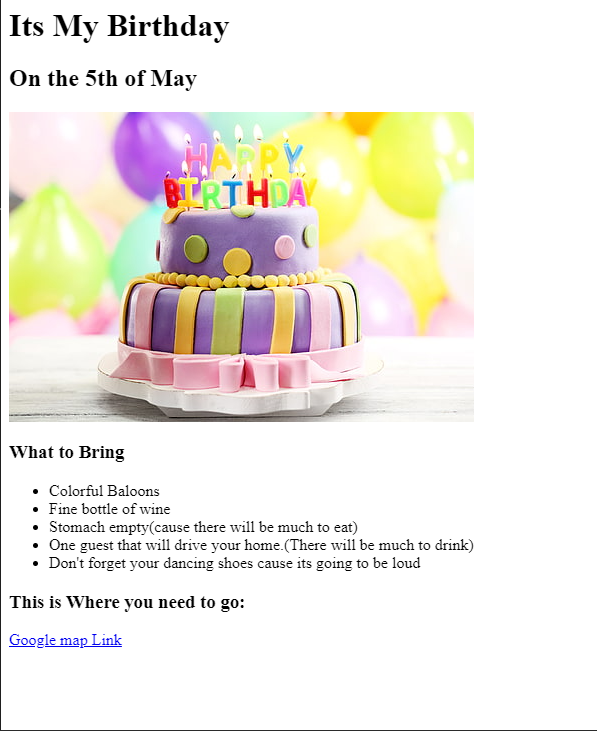 Its My Birthday
On the 5th of May
HAPPY
BIRTHDAY
What to Bring
Colorful Baloons
Fine bottle of wine
Stomach empty(cause there will be much to eat)
One guest that will drive your home.(There will be much to drink)
Don't forget your dancing shoes cause its going to be loud
This is Where you need to go:
Google map Link